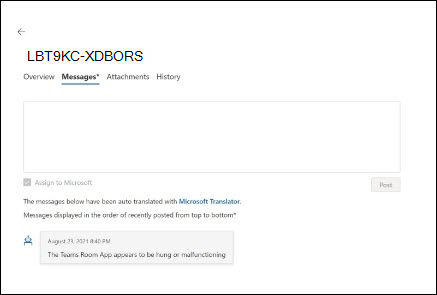 LBT9KC-XDBORS
Overview Messages* Attachments History
Assign to Microsoft
Post
The messages below have been auto translated with Microsoft Translator.
Messages displayed in the order of recently posted from top to bottom*
August 23, 2021 8:40 PM
The Teams Room App appears to be hung or malfunctioning